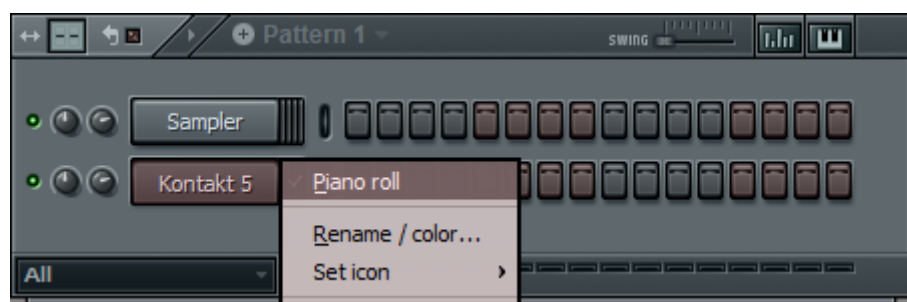 Pattern 1
SWING
Sampler
Kontakt 5
Piano roll
Rename / color...
Set icon
All